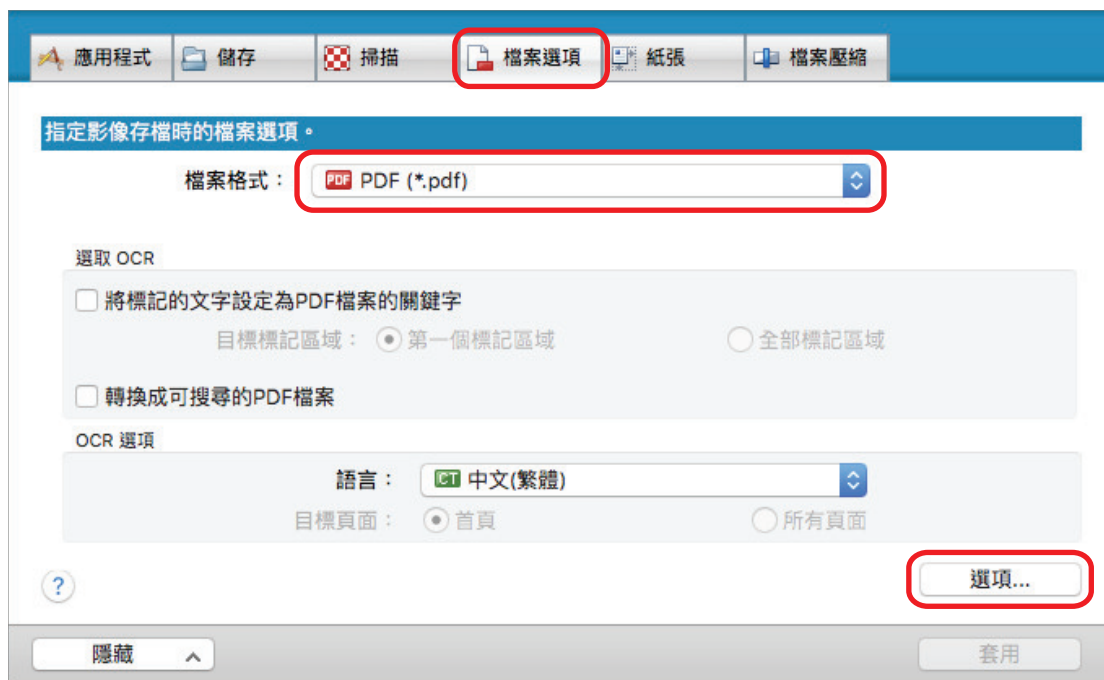 應用程式 儲存 掃描 檔案選項 紙張 檔案壓縮
指定影像存檔時的檔案選項。
檔案格式： PDF PDF (*.pdf)
選取 OCR
將標記的文字設定為PDF檔案的關鍵字
目標標記區域： 第一個標記區域 全部標記區域
轉換成可搜尋的PDF檔案
OCR 選項
語言： CT 中文(繁體)
目標頁面： 首頁 所有頁面
? 選項...
隱藏 套用